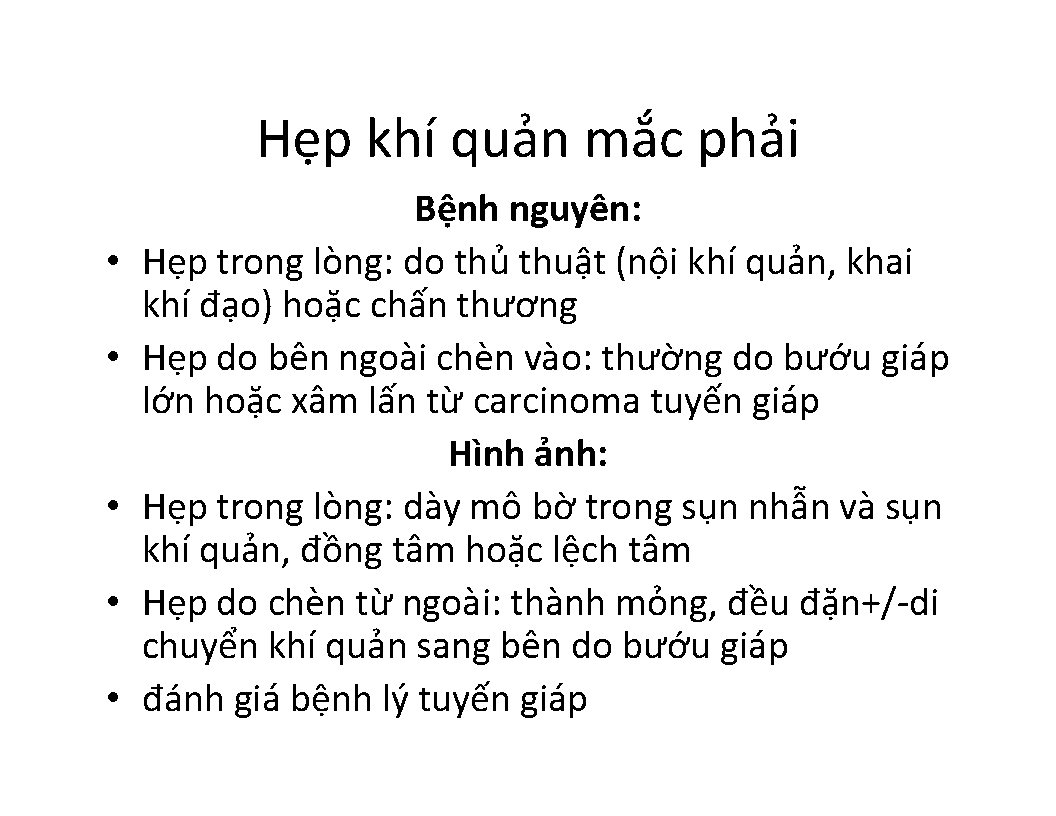 Hẹp khí quản mắc phải
Bệnh nguyên:
• Hẹp trong lòng: do thủ thuật (nội khí quản, khai
khí đạo) hoặc chấn thương
• Hẹp do bên ngoài chèn vào: thường do bướu giáp
lớn hoặc xâm lấn từ carcinoma tuyến giáp
Hình ảnh:
• Hẹp trong lòng: dày mô bờ trong sụn nhẫn và sụn
khí quản, đồng tâm hoặc lệch tâm
• Hẹp do chèn từ ngoài: thành mỏng, đều đặn+/-di
chuyển khí quản sang bên do bướu giáp
• đánh giá bệnh lý tuyến giáp